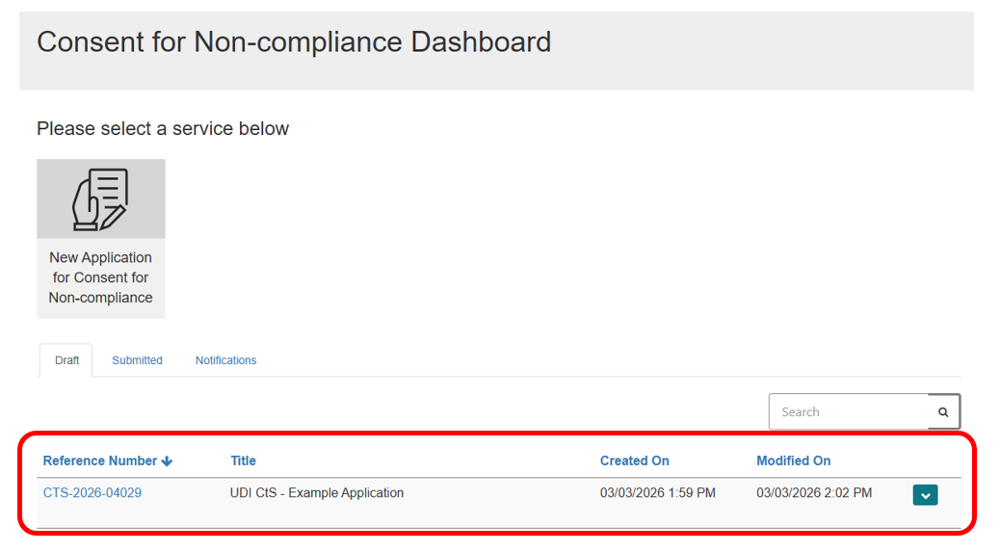 Consent for Non-compliance Dashboard
Please select a service below
New Application
for Consent for
Non-compliance
Draft Submitted Notifications
Search
Reference Number Title Created On Modified On
CTS-2026-04029 UDI CtS - Example Application 03/03/2026 1:59 PM 03/03/2026 2:02 PM